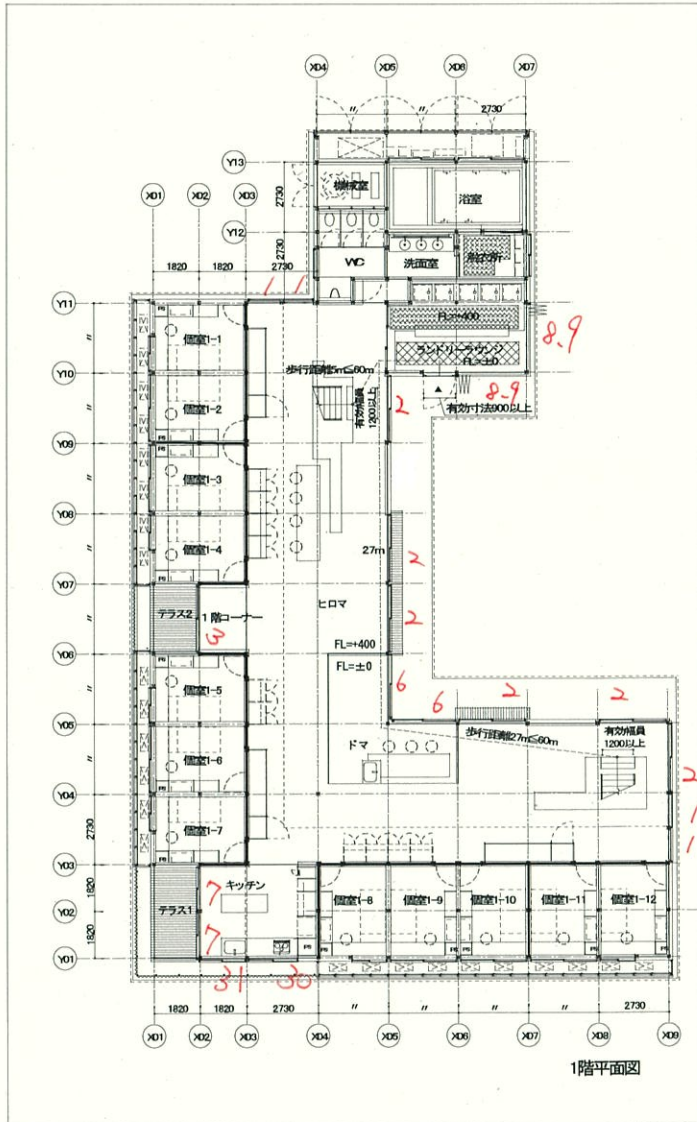 X04 X05 X06 X07
〃 〃 〃 2730
Y13
機械室
浴室
X01 X02 X03
2730
Y12
WC
洗面室
脱衣所
1820 1820 2730
2730
1 1
Y11
個室1-1
FL=+400
ランドリーラウンジ
FL=±0
8-9
Y10
歩行距離5m≦60m
個室1-2
有効幅員
1200以上
2
8-9
有効寸法900以上
Y09
〃
個室1-3
Y08
〃
個室1-4
27m
2
Y07
テラス2
1階コーナー
ヒロマ
2
3
FL=+400
Y06
FL=±0
個室1-5
6
6
2
2
Y05
歩行距離27m≦60m
有効幅員
1200以上
〃
個室1-6
ドマ
2
Y04
1
2730
個室1-7
1
Y03
1820
キッチン
7
個室1-8
個室1-9
個室1-10
個室1-11
個室1-12
Y02
テラス1
1820
7
PS PS PS PS PS
Y01
31 30
1820 1820 2730 〃 〃 〃 〃 2730
X01 X02 X03 X04 X05 X06 X07 X08 X09
1階平面図